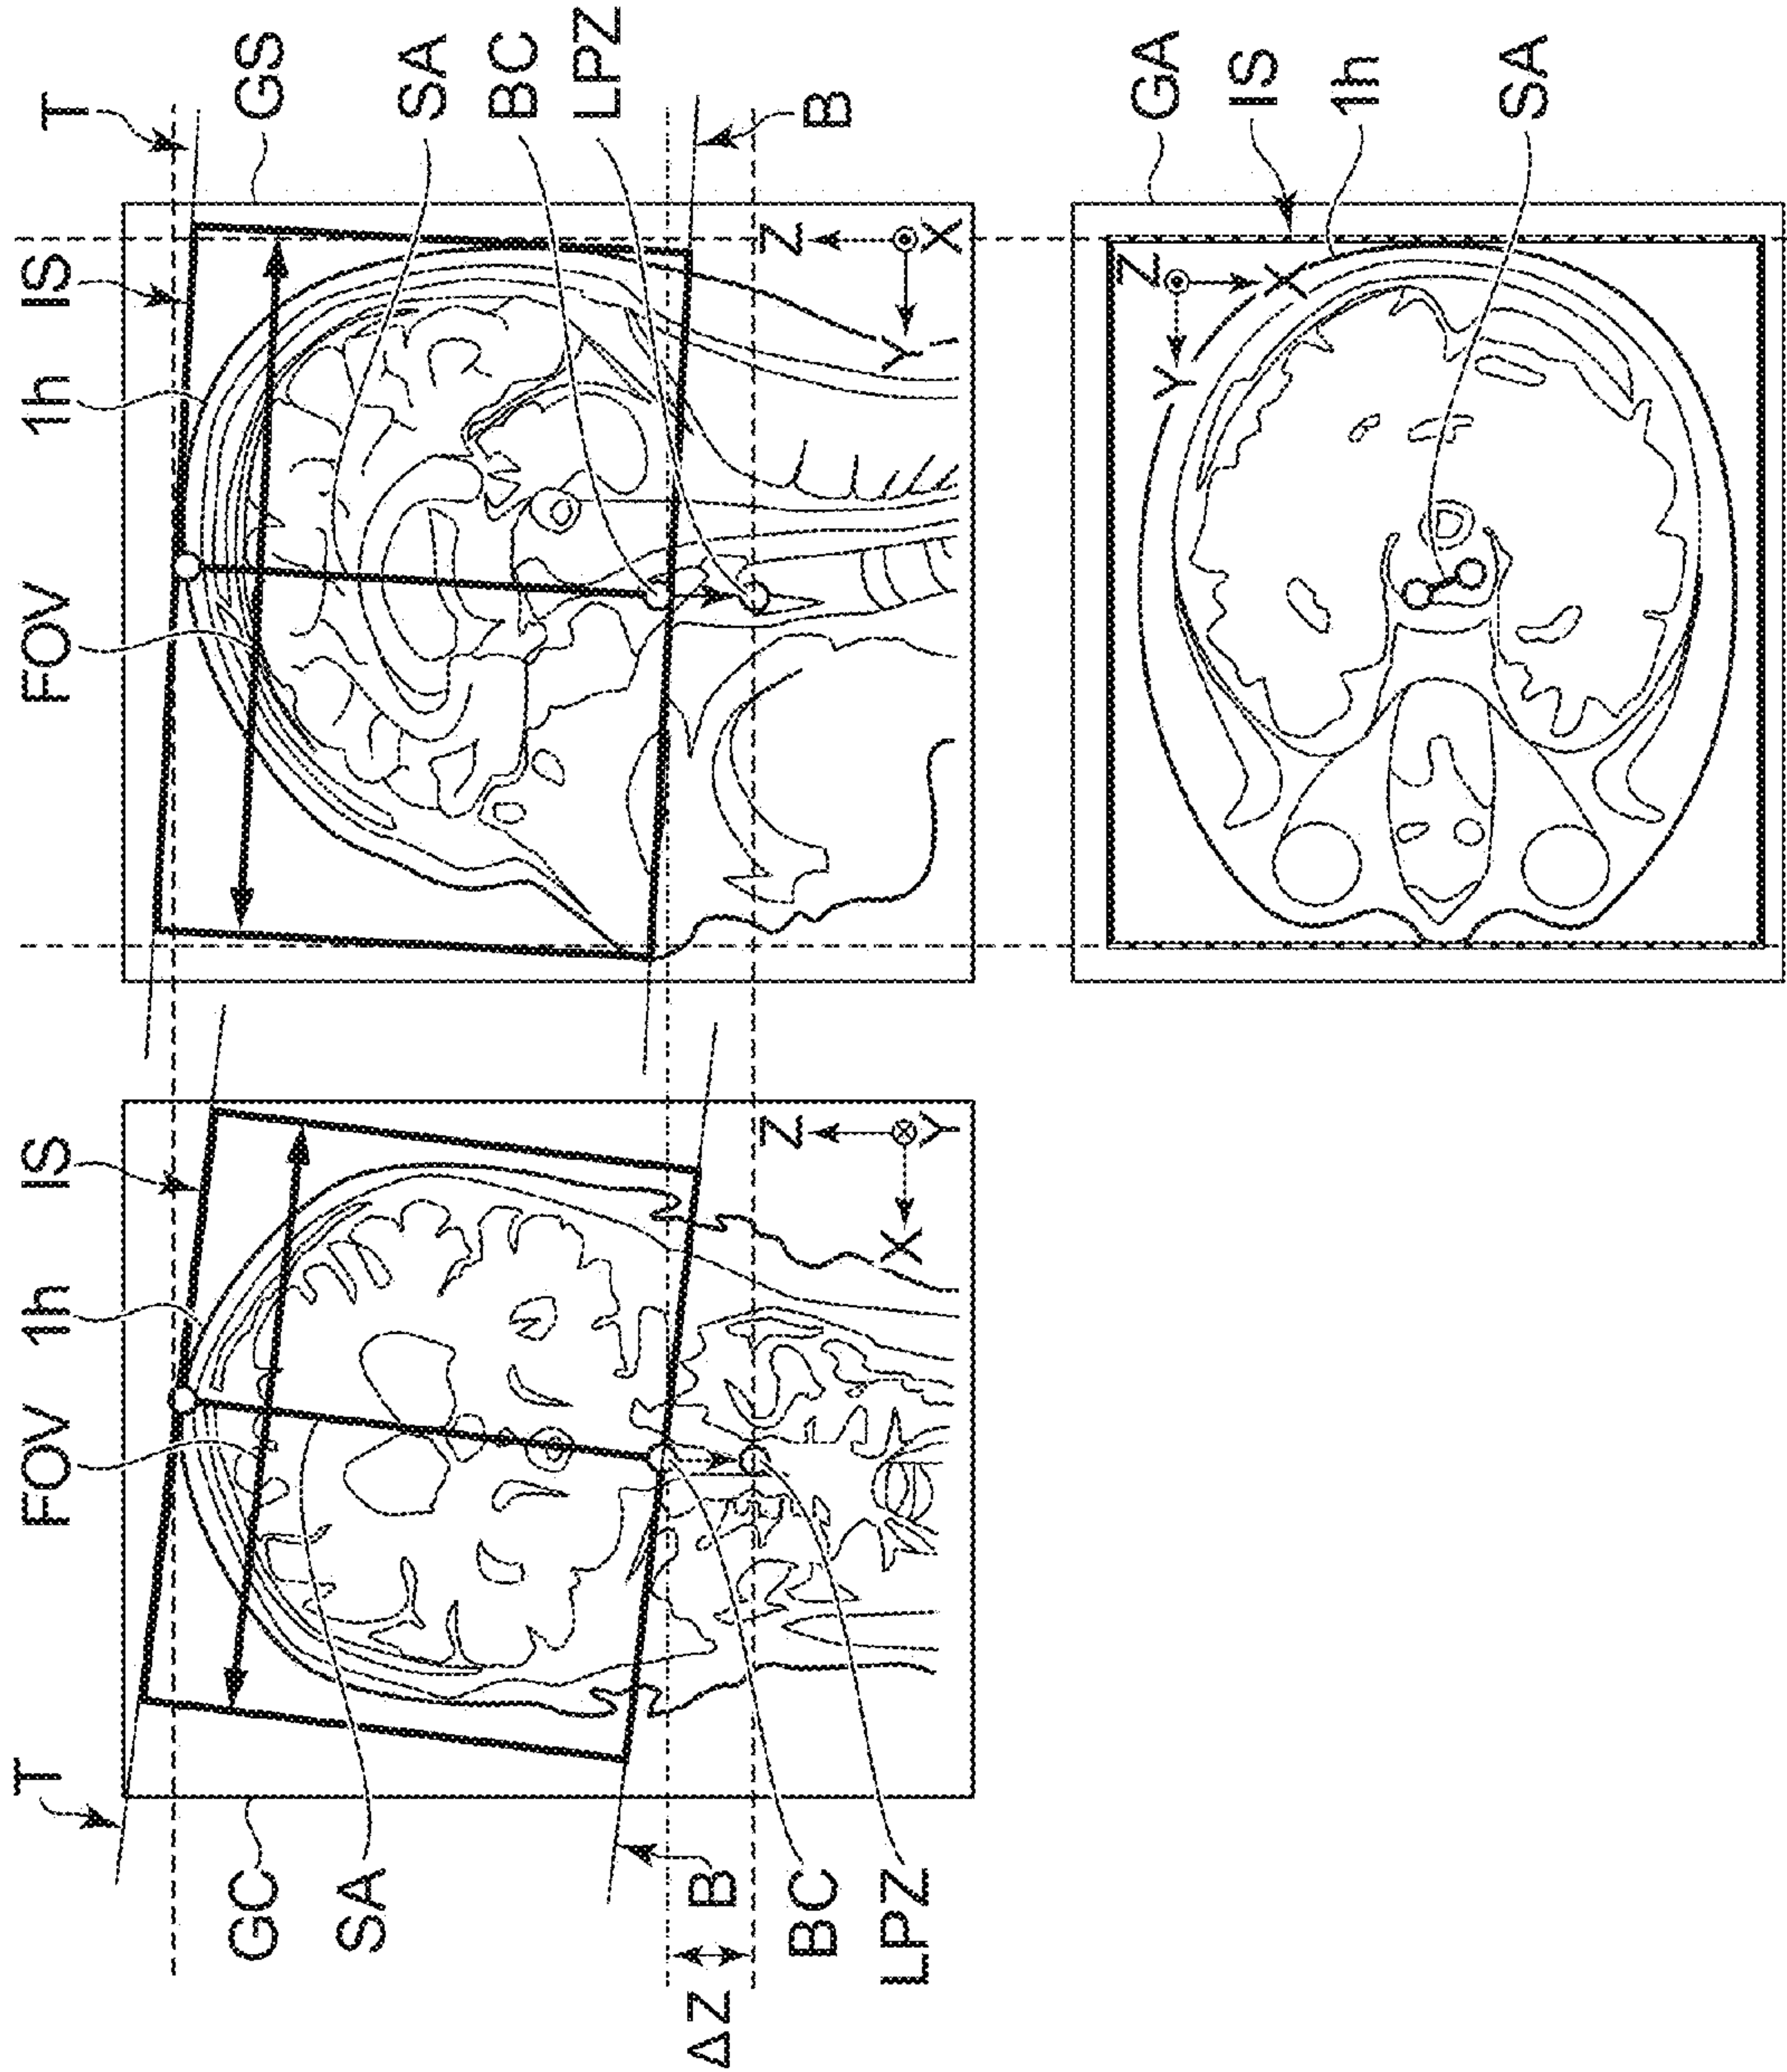 T
FOV
1h
IS
GC
SA
ΔZ
B
BC
LPZ
Z
X
Y
FOV
1h
IS
T
GS
SA
BC
LPZ
B
Z
Y
X
GA
IS
1h
SA
Z
Y
X